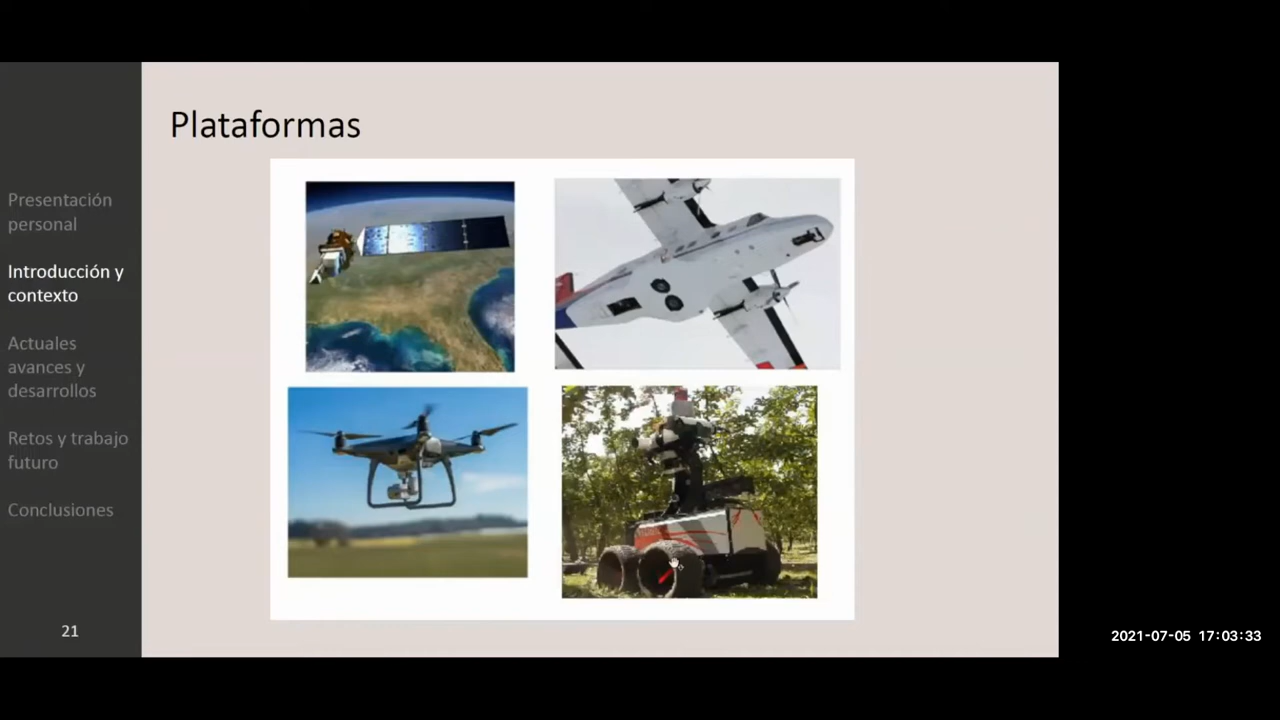 Plataformas
Presentación
personal
Introducción y
contexto
Actuales
avances y
desarrollos
Retos y trabajo
futuro
Conclusiones
21
2021-07-05 17:03:33